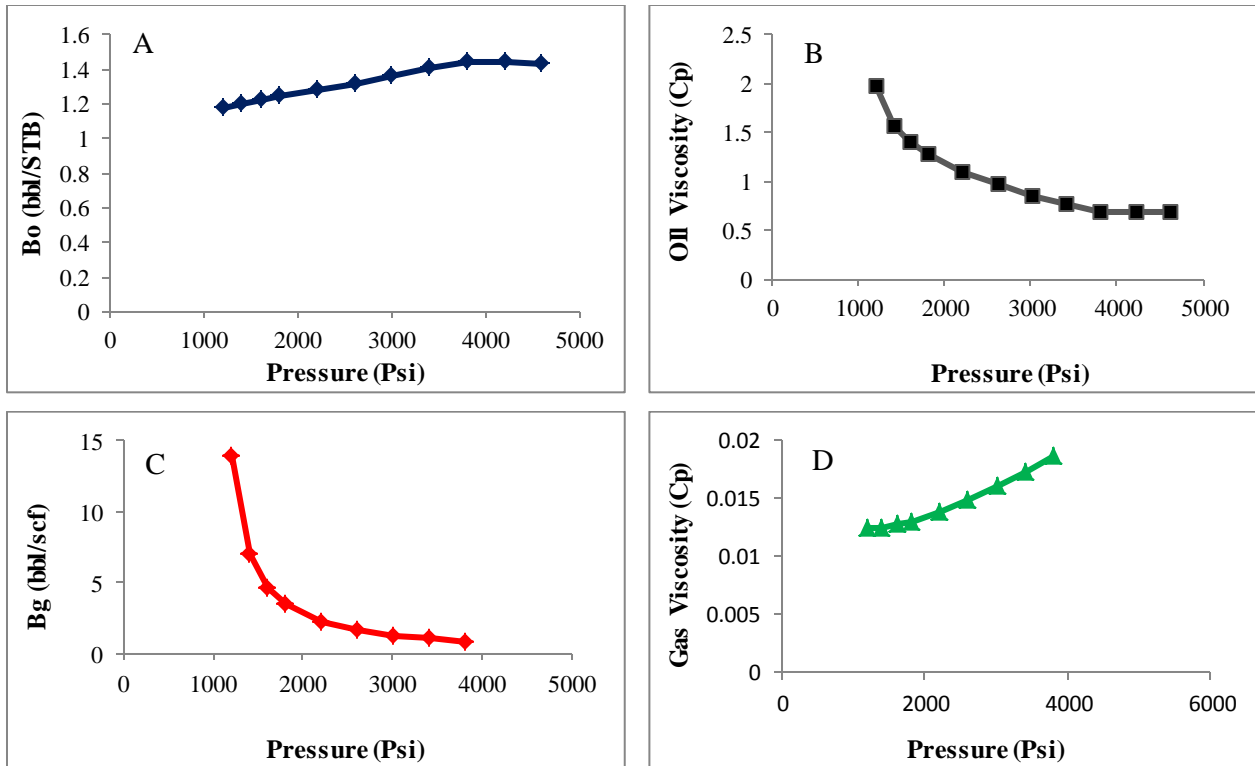 A
1.6
1.4
1.2
1
0.8
0.6
0.4
0.2
0
Bo (bbl/STB)
0 1000 2000 3000 4000 5000
Pressure (Psi)
B
2.5
2
1.5
1
0.5
0
OIl Viscosity (Cp)
0 1000 2000 3000 4000 5000
Pressure (Psi)
C
15
10
5
0
Bg (bbl/scf)
0 1000 2000 3000 4000 5000
Pressure (Psi)
D
0.02
0.015
0.01
0.005
0
Gas Viscosity (Cp)
0 2000 4000 6000
Pressure (Psi)